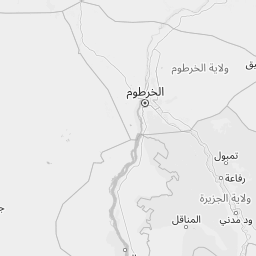 ولاية الخرطوم
الخرطوم
تمبول
رفاعة
ولاية الجزيرة
المناقل
ود مدني